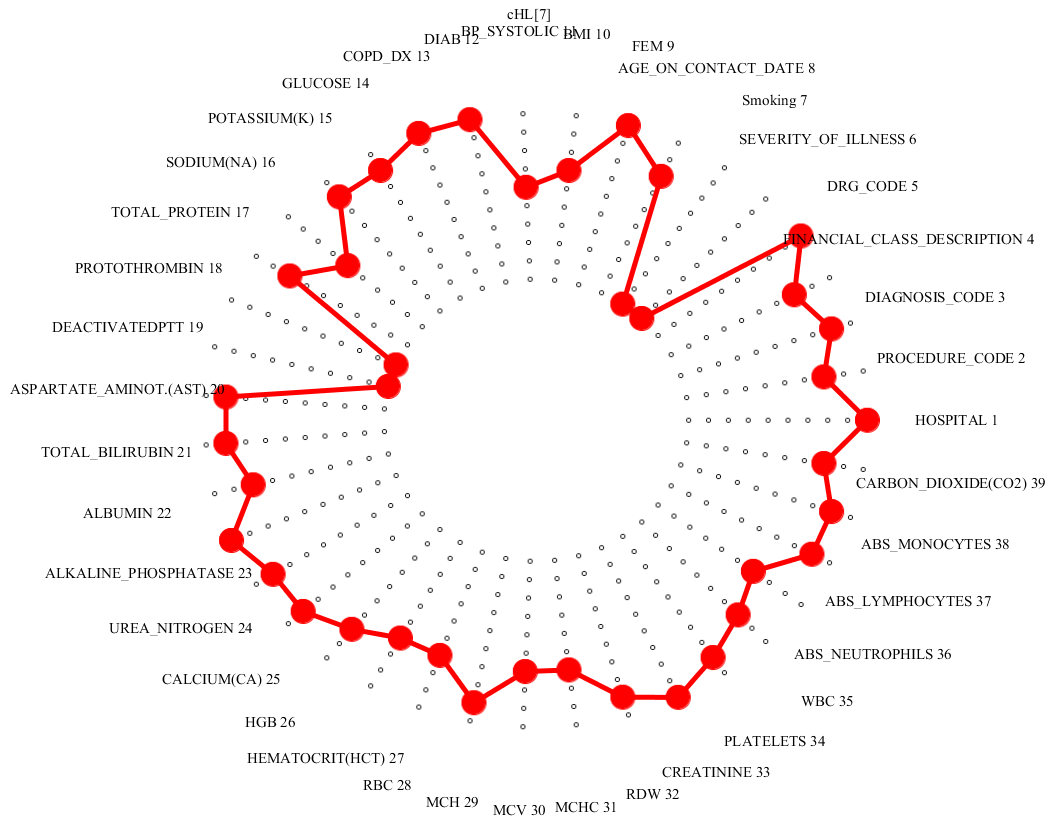 cHL[7]
BP_SYSTOLIC 11
BMI 10
DIAB 12
FEM 9
COPD_DX 13
AGE_ON_CONTACT_DATE 8
GLUCOSE 14
Smoking 7
POTASSIUM(K) 15
SEVERITY_OF_ILLNESS 6
SODIUM(NA) 16
DRG_CODE 5
TOTAL_PROTEIN 17
FINANCIAL_CLASS_DESCRIPTION 4
PROTOTHROMBIN 18
DIAGNOSIS_CODE 3
DEACTIVATEDPTT 19
PROCEDURE_CODE 2
ASPARTATE_AMINOT.(AST) 20
HOSPITAL 1
TOTAL_BILIRUBIN 21
CARBON_DIOXIDE(CO2) 39
ALBUMIN 22
ABS_MONOCYTES 38
ALKALINE_PHOSPHATASE 23
ABS_LYMPHOCYTES 37
UREA_NITROGEN 24
ABS_NEUTROPHILS 36
CALCIUM(CA) 25
WBC 35
HGB 26
PLATELETS 34
HEMATOCRIT(HCT) 27
CREATININE 33
RBC 28
RDW 32
MCH 29
MCHC 31
MCV 30